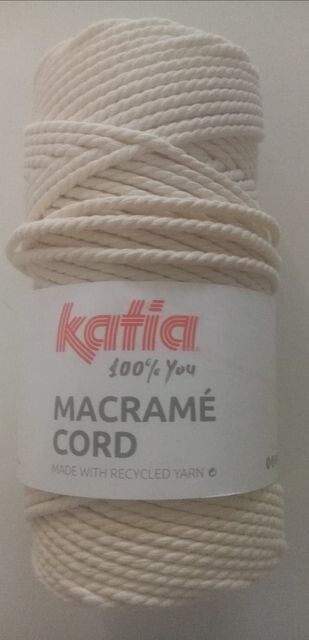 katia
100% You
MACRAMÉ
CORD
MADE WITH RECYCLED YARN